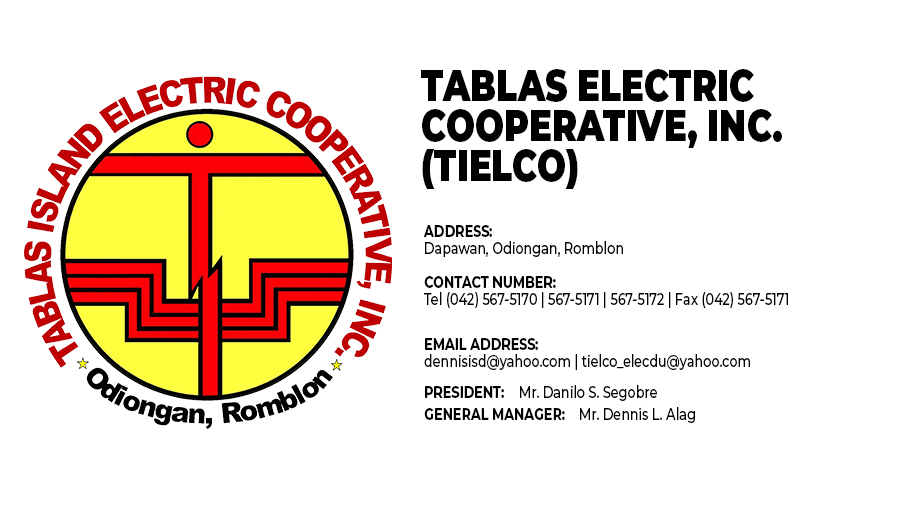 TABLAS ISLAND ELECTRIC COOPERATIVE, INC.
Odiongan, Romblon
TABLAS ELECTRIC
COOPERATIVE, INC.
(TIELCO)
ADDRESS:
Dapawan, Odiongan, Romblon
CONTACT NUMBER:
Tel (042) 567-5170 | 567-5171 | 567-5172 | Fax (042) 567-5171
EMAIL ADDRESS:
dennisisd@yahoo.com | tielco_elecdu@yahoo.com
PRESIDENT: Mr. Danilo S. Segobre
GENERAL MANAGER: Mr. Dennis L. Alag